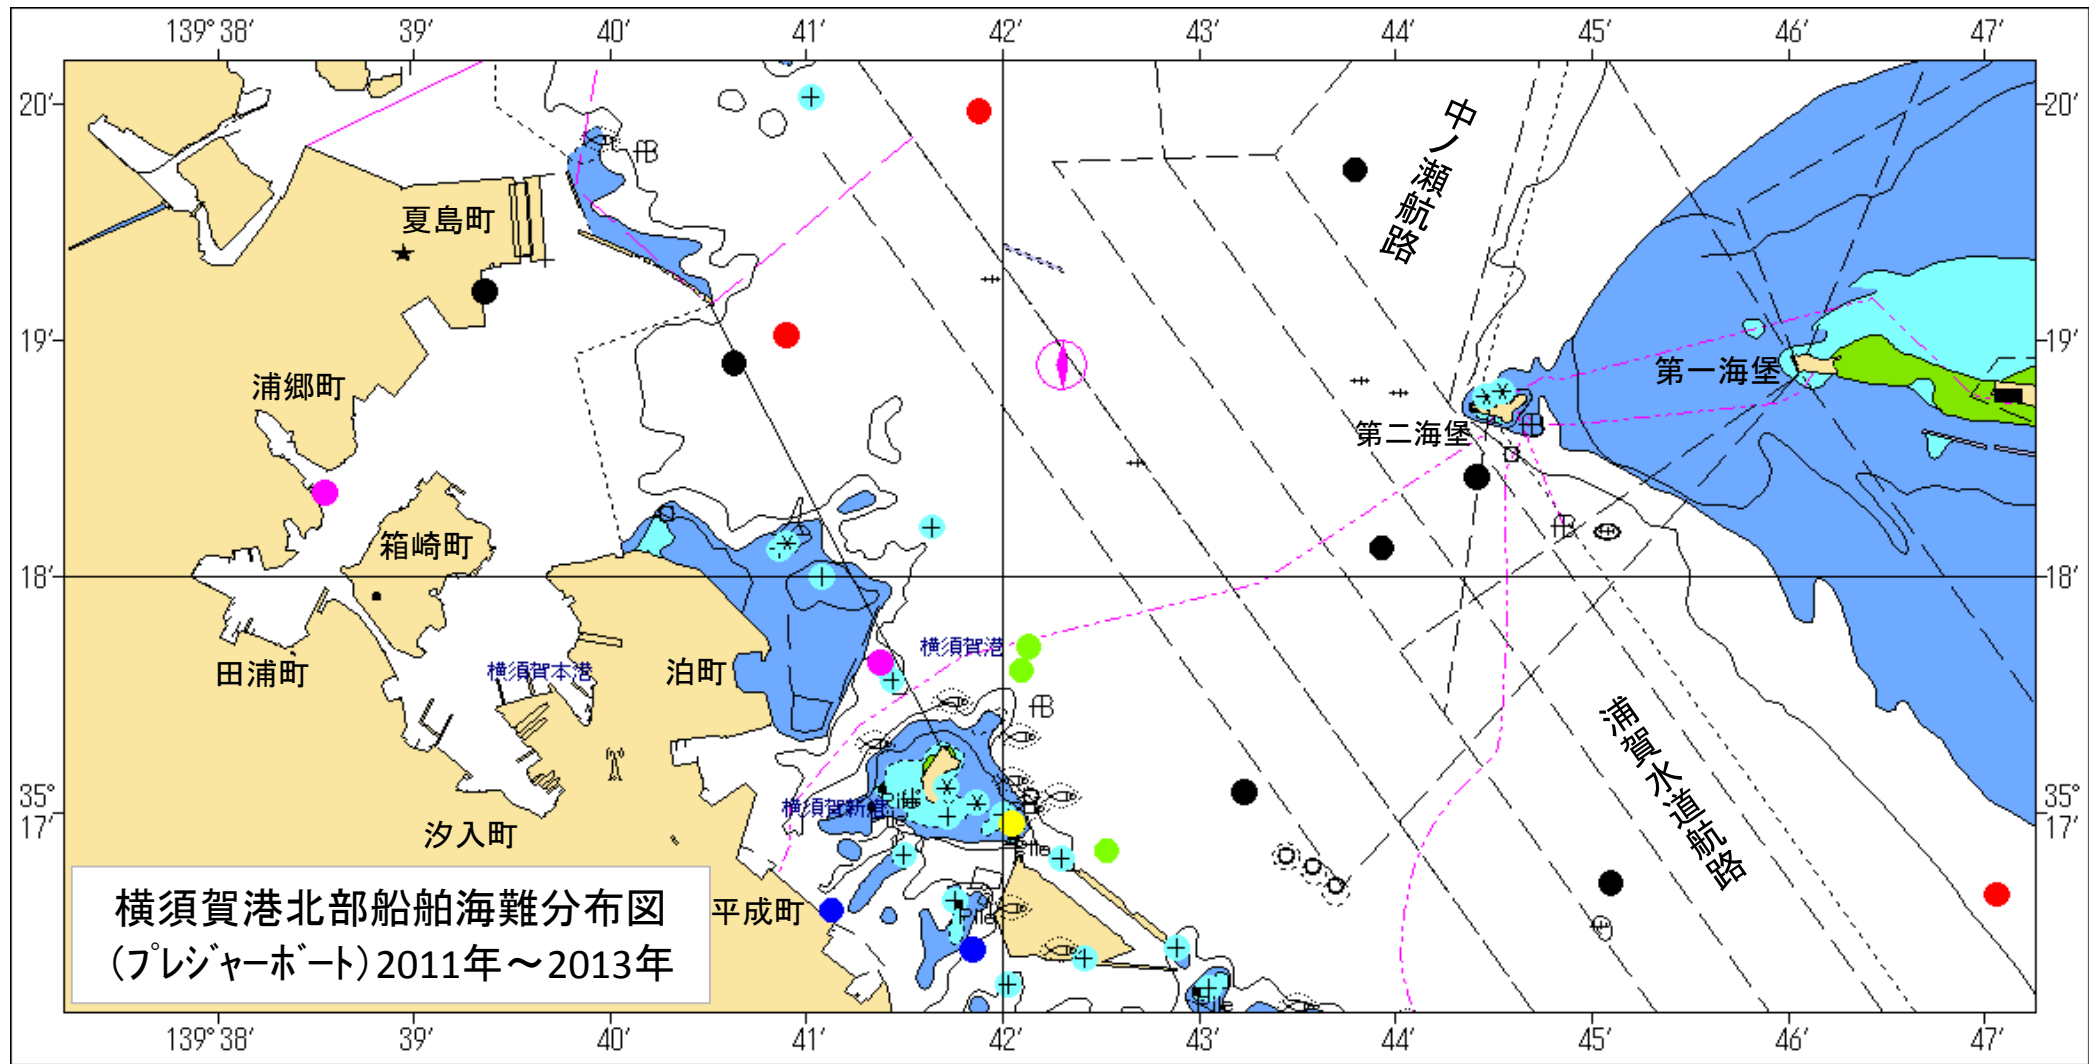 139°38′ 39′ 40′ 41′ 42′ 43′ 44′ 45′ 46′ 47′
20′ 20′
中ノ瀬航路
夏島町
19′ 19′
第一海堡
浦郷町
第二海堡
箱崎町
18′ 18′
横須賀港
田浦町
横須賀本港
泊町
浦賀水道航路
35° 35°
17′ 17′
横須賀新港
Pile
汐入町
Pile
横須賀港北部船舶海難分布図
平成町
Pile
(プレジャーボート)2011年～2013年
Pile
139°38′ 39′ 40′ 41′ 42′ 43′ 44′ 45′ 46′ 47′